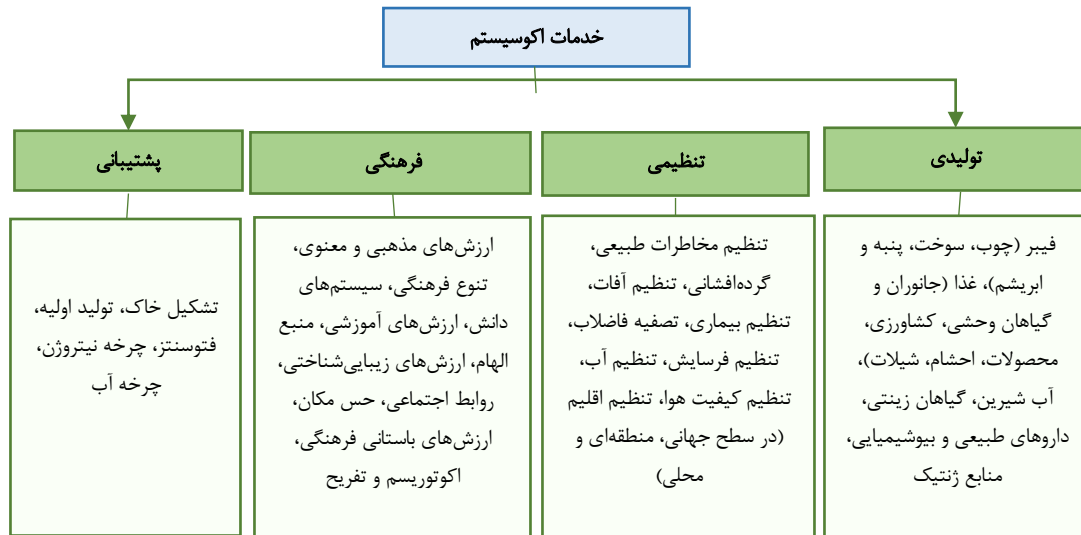 خدمات اکوسیستم
تولیدی
فیبر (چوب، سوخت، پنبه و
ابریشم)، غذا (جانوران و
گیاهان وحشی، کشاورزی،
محصولات، احشام، شیلات)،
آب شیرین، گیاهان زینتی،
داروهای طبیعی و بیوشیمیایی،
منابع ژنتیک
تنظیمی
تنظیم مخاطرات طبیعی،
گرده‌افشانی، تنظیم آفات،
تنظیم بیماری، تصفیه فاضلاب،
تنظیم فرسایش، تنظیم آب،
تنظیم کیفیت هوا، تنظیم اقلیم
(در سطح جهانی، منطقه‌ای و
محلی)
فرهنگی
ارزش‌های مذهبی و معنوی،
تنوع فرهنگی، سیستم‌های
دانش، ارزش‌های آموزشی، منبع
الهام، ارزش‌های زیبایی‌شناختی،
روابط اجتماعی، حس مکان،
ارزش‌های باستانی فرهنگی،
اکوتوریسم و تفریح
پشتیبانی
تشکیل خاک، تولید اولیه،
فتوسنتز، چرخه نیتروژن،
چرخه آب